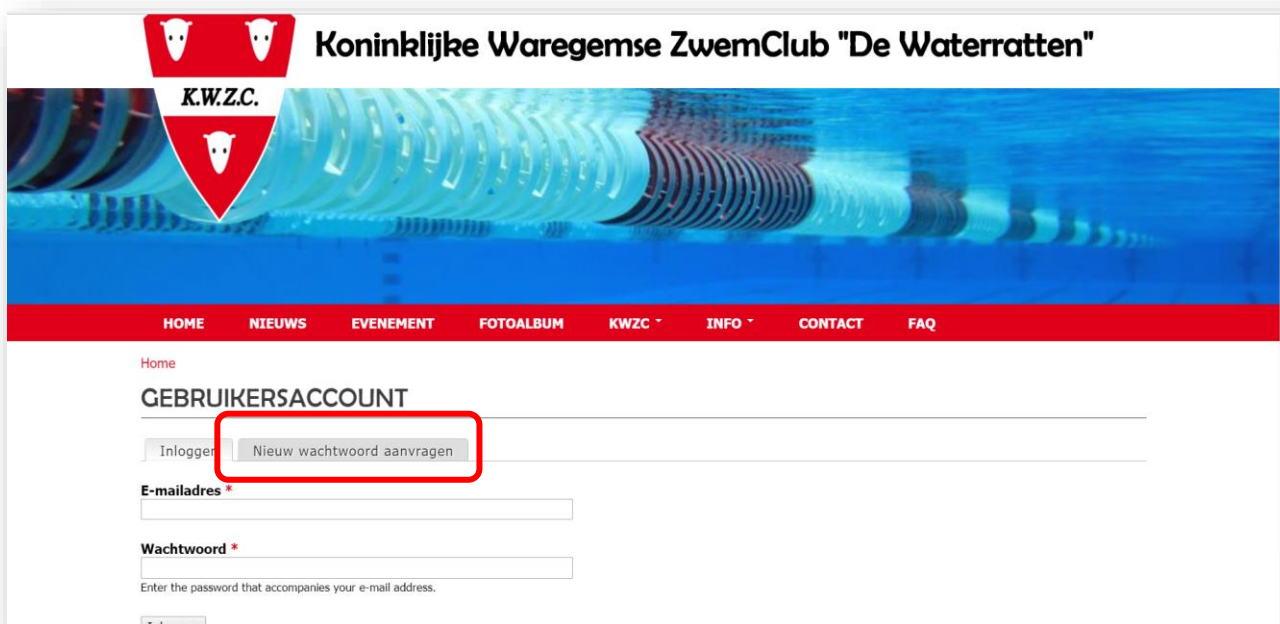 Koninklijke Waregemse ZwemClub "De Waterratten"
K.W.Z.C.
HOME NIEUWS EVENEMENT FOTOALBUM KWZC INFO CONTACT FAQ
Home
GEBRUIKERSACCOUNT
Inloggen Nieuw wachtwoord aanvragen
E-mailadres *
Wachtwoord *
Enter the password that accompanies your e-mail address.